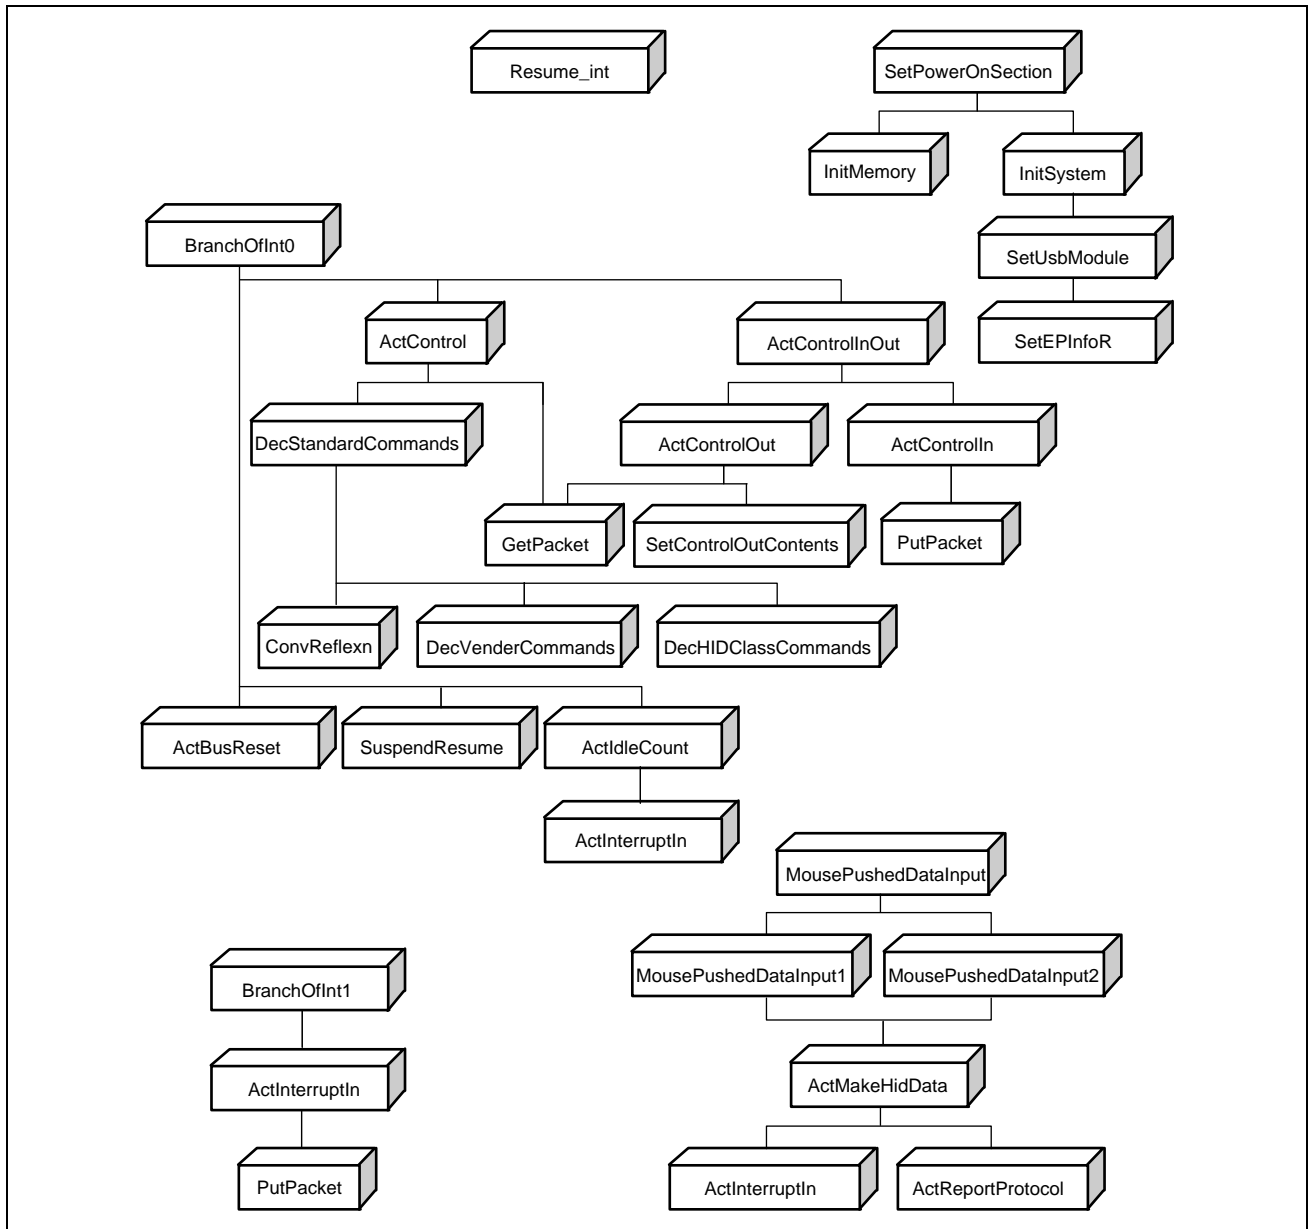 Resume_int
SetPowerOnSection
InitMemory
InitSystem
BranchOfInt0
SetUsbModule
ActControl
ActControlInOut
SetEPInfoR
DecStandardCommands
ActControlOut
ActControlIn
GetPacket
SetControlOutContents
PutPacket
ConvReflexn
DecVenderCommands
DecHIDClassCommands
ActBusReset
SuspendResume
ActIdleCount
ActInterruptIn
MousePushedDataInput
BranchOfInt1
MousePushedDataInput1
MousePushedDataInput2
ActInterruptIn
ActMakeHidData
PutPacket
ActInterruptIn
ActReportProtocol